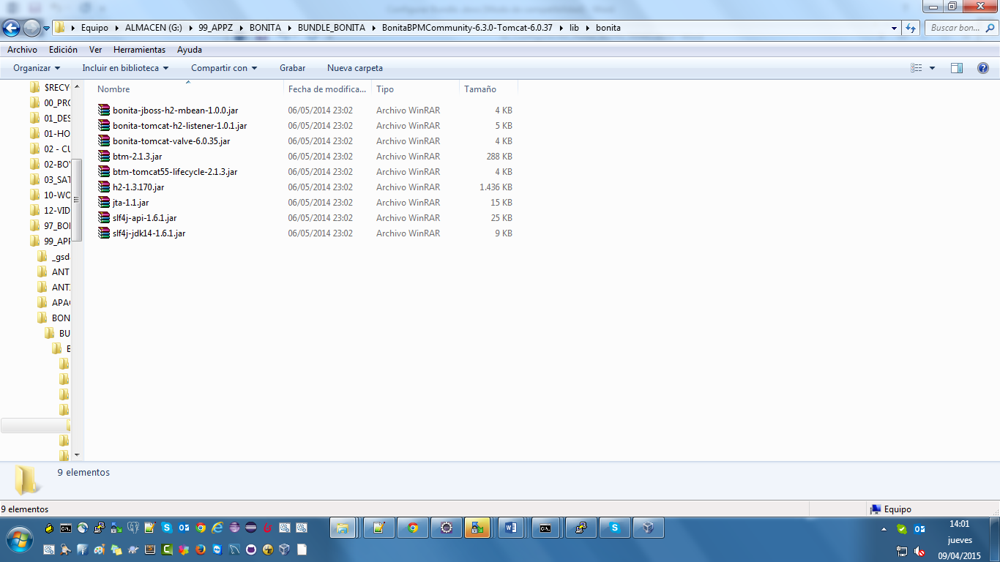 Equipo ALMACEN (G:) 99_APPZ BONITA BUNDLE_BONITA BonitaBPMCommunity-6.3.0-Tomcat-6.0.37 lib bonita
Buscar bon...
Archivo Edición Ver Herramientas Ayuda
Organizar Incluir en biblioteca Compartir con Grabar Nueva carpeta
Nombre Fecha de modifica... Tipo Tamaño
bonita-jboss-h2-mbean-1.0.0.jar 06/05/2014 23:02 Archivo WinRAR 4 KB
bonita-tomcat-h2-listener-1.0.1.jar 06/05/2014 23:02 Archivo WinRAR 5 KB
bonita-tomcat-valve-6.0.35.jar 06/05/2014 23:02 Archivo WinRAR 4 KB
btm-2.1.3.jar 06/05/2014 23:02 Archivo WinRAR 288 KB
btm-tomcat55-lifecycle-2.1.3.jar 06/05/2014 23:02 Archivo WinRAR 4 KB
h2-1.3.170.jar 06/05/2014 23:02 Archivo WinRAR 1.436 KB
jta-1.1.jar 06/05/2014 23:02 Archivo WinRAR 15 KB
slf4j-api-1.6.1.jar 06/05/2014 23:02 Archivo WinRAR 25 KB
slf4j-jdk14-1.6.1.jar 06/05/2014 23:02 Archivo WinRAR 9 KB
$RECY
00_PRO
01_DES
01-HO
02 - CU
02-BOY
03_SAT
10-WO
12-VID
97_BOI
99_APP
_gsd
ANT
ANT:
APA
BON
BU
E
9 elementos
9 elementos
Equipo
14:01
jueves
09/04/2015